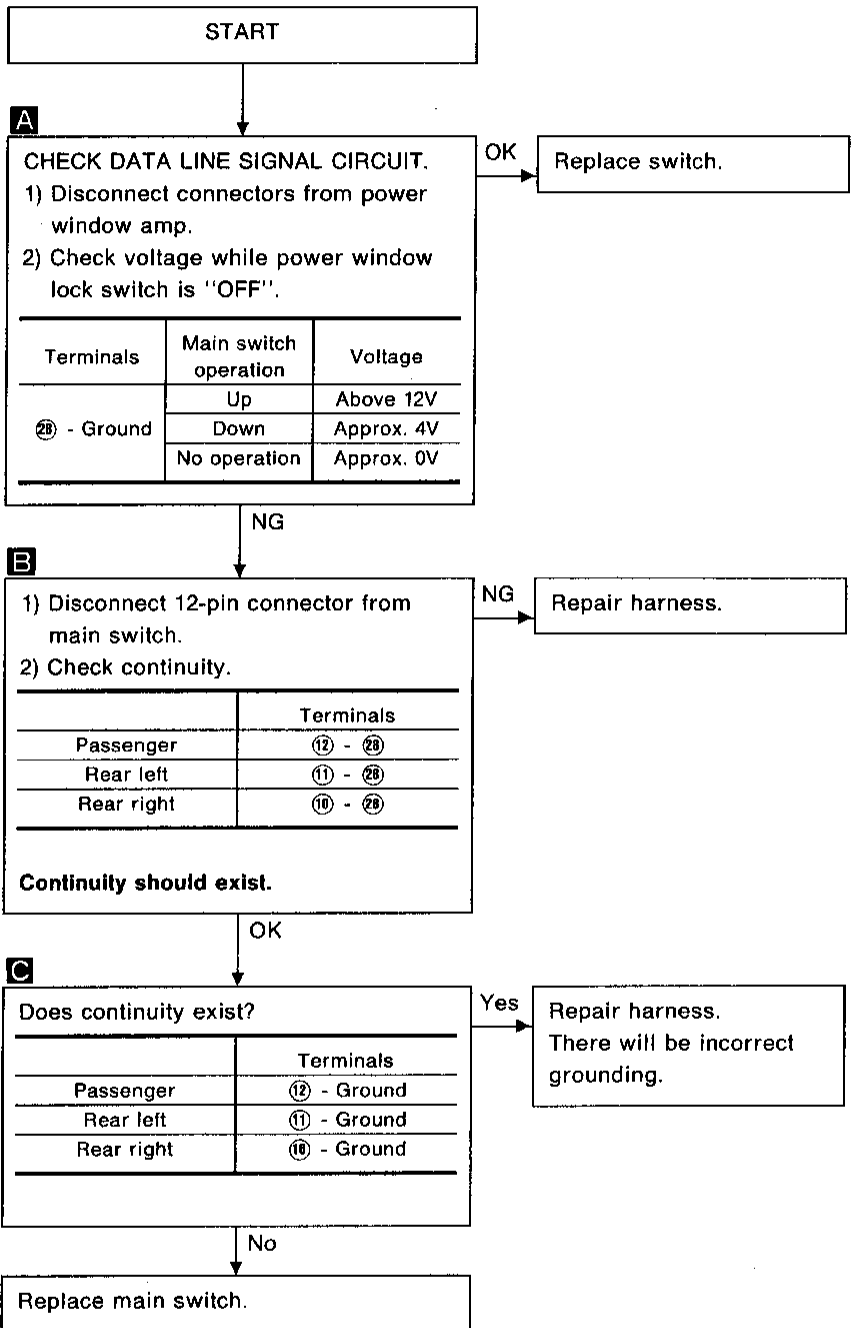 START
A
CHECK DATA LINE SIGNAL CIRCUIT.
1) Disconnect connectors from power
window amp.
2) Check voltage while power window
lock switch is "OFF".
Terminals
Main switch
operation
Voltage
㉘ - Ground
Up
Above 12V
Down
Approx. 4V
No operation
Approx. 0V
OK
Replace switch.
NG
B
1) Disconnect 12-pin connector from
main switch.
2) Check continuity.
Terminals
Passenger ⑫ - ㉘
Rear left ⑪ - ㉘
Rear right ⑩ - ㉘
Continuity should exist.
NG
Repair harness.
OK
C
Does continuity exist?
Terminals
Passenger ⑫ - Ground
Rear left ⑪ - Ground
Rear right ⑩ - Ground
Yes
Repair harness.
There will be incorrect
grounding.
No
Replace main switch.